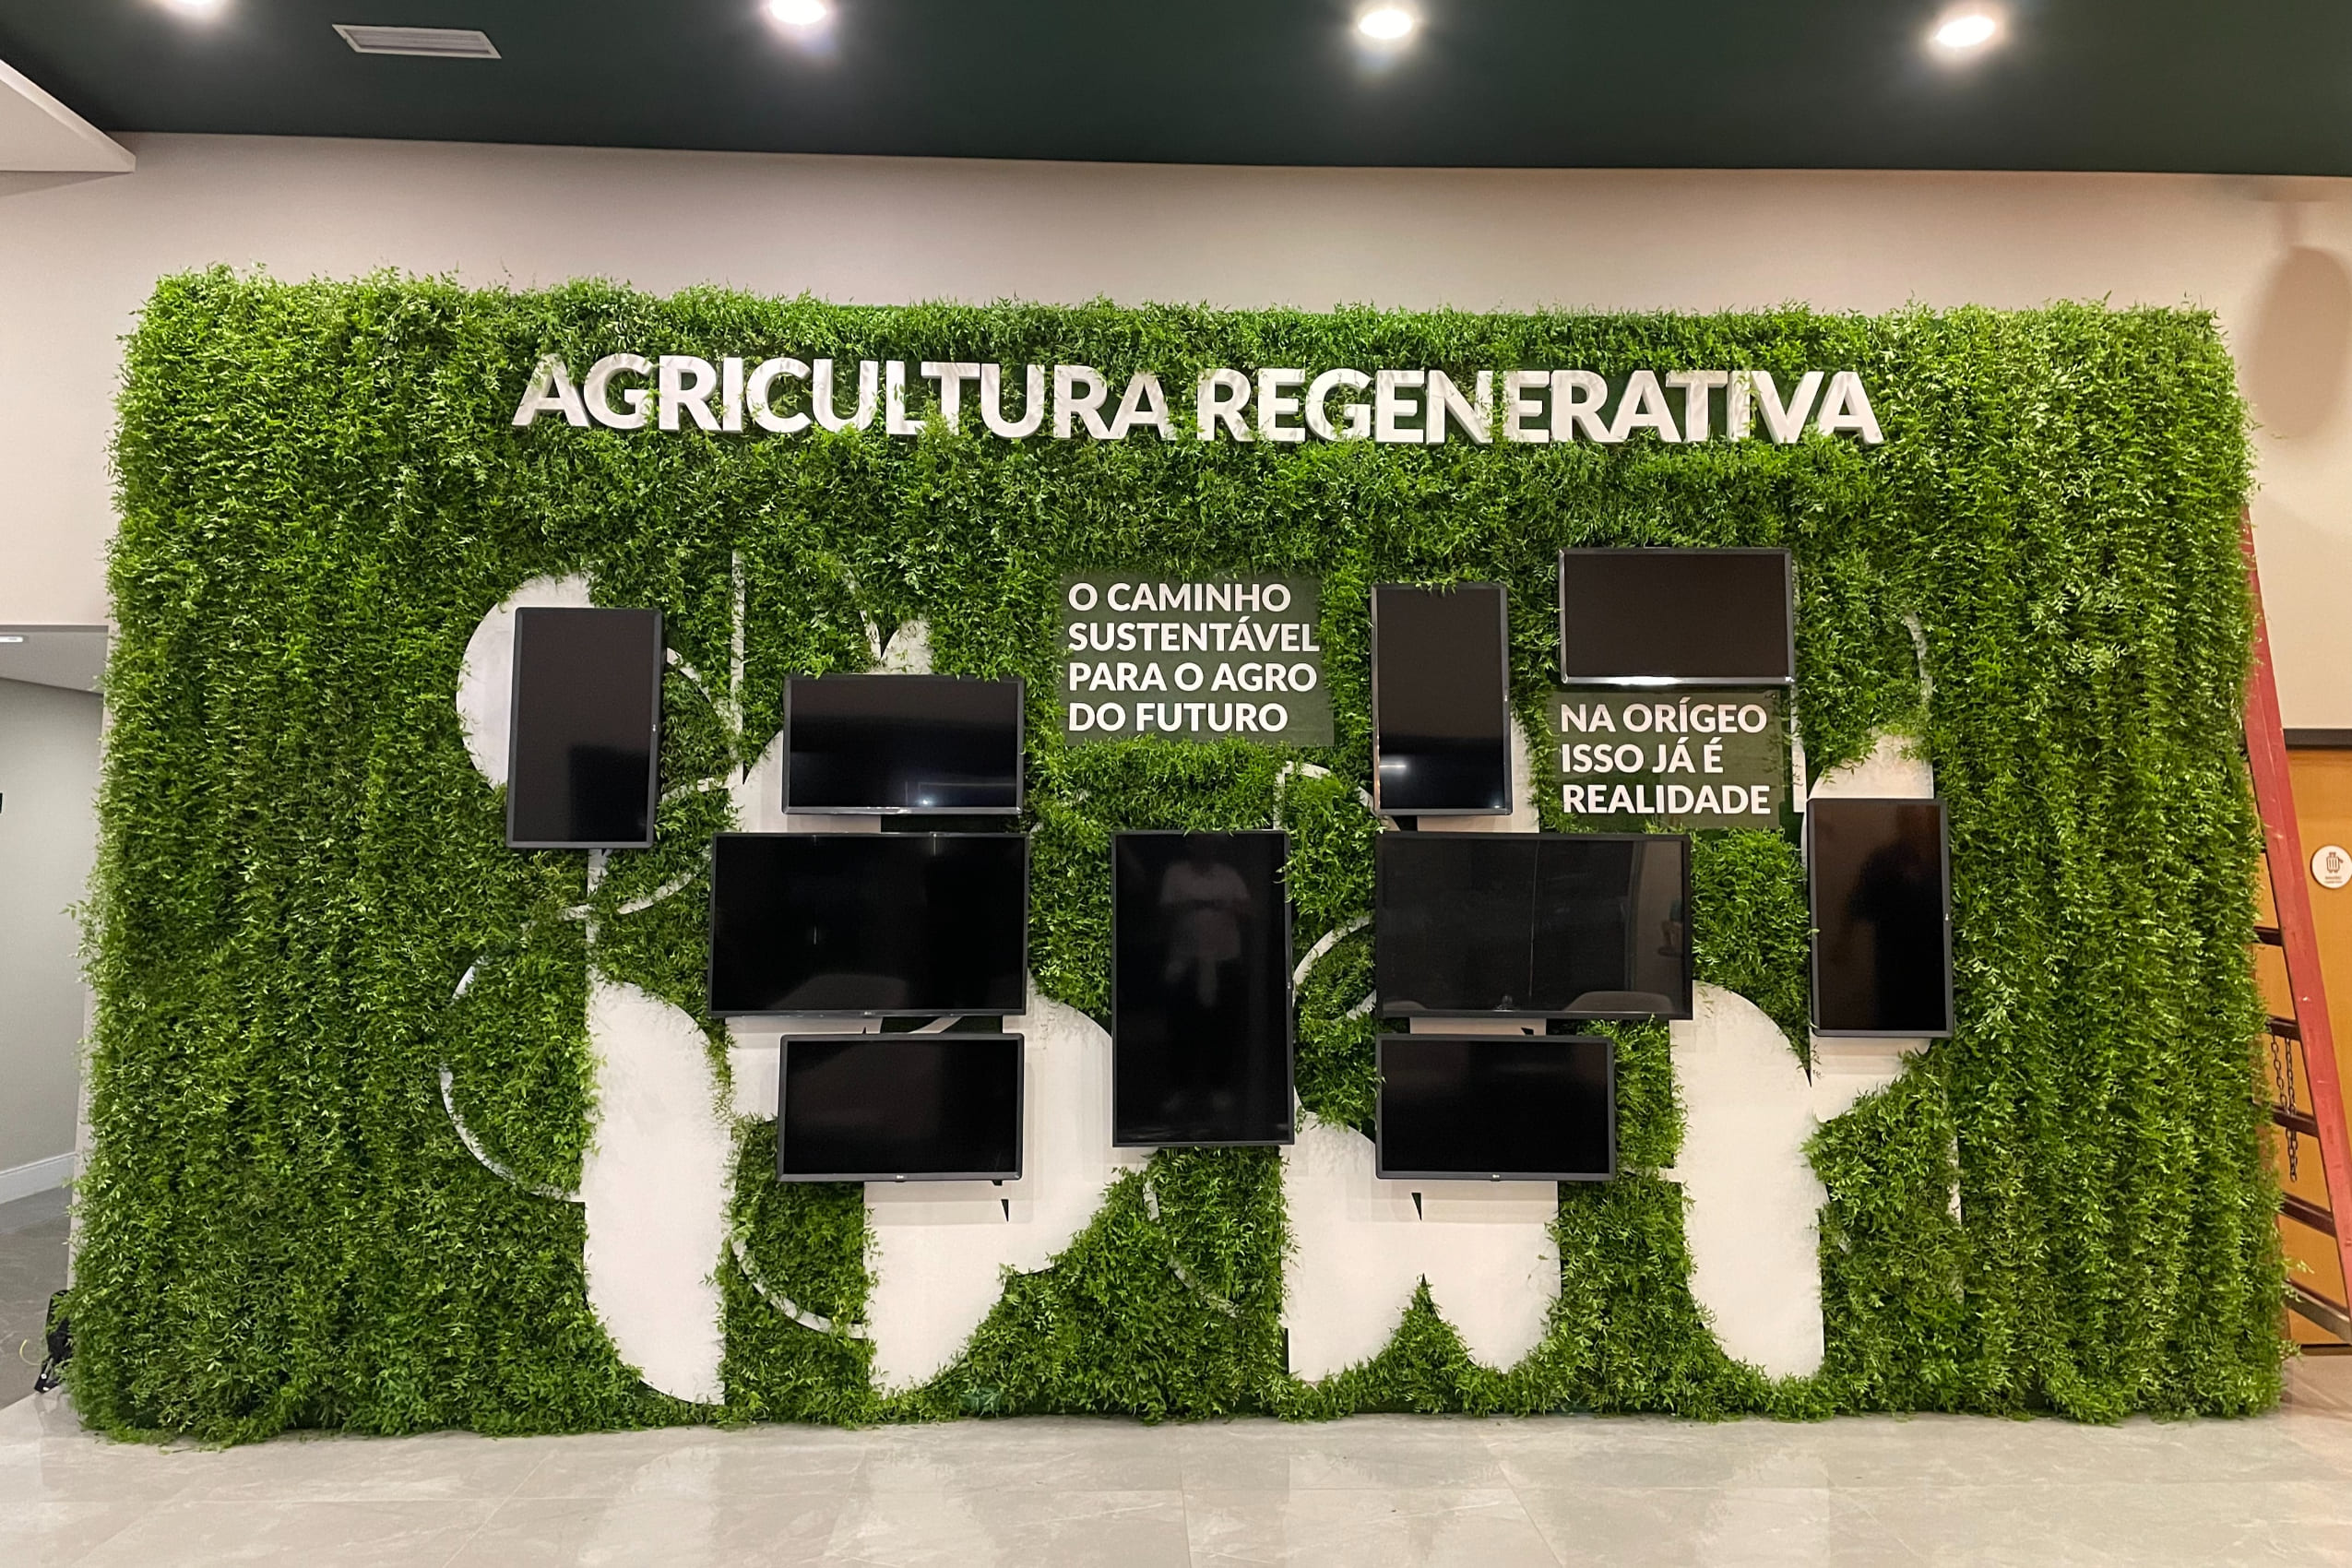 AGRICULTURA REGENERATIVA
O CAMINHO
SUSTENTÁVEL
PARA O AGRO
DO FUTURO
NA ORÍGEO
ISSO JÁ É
REALIDADE